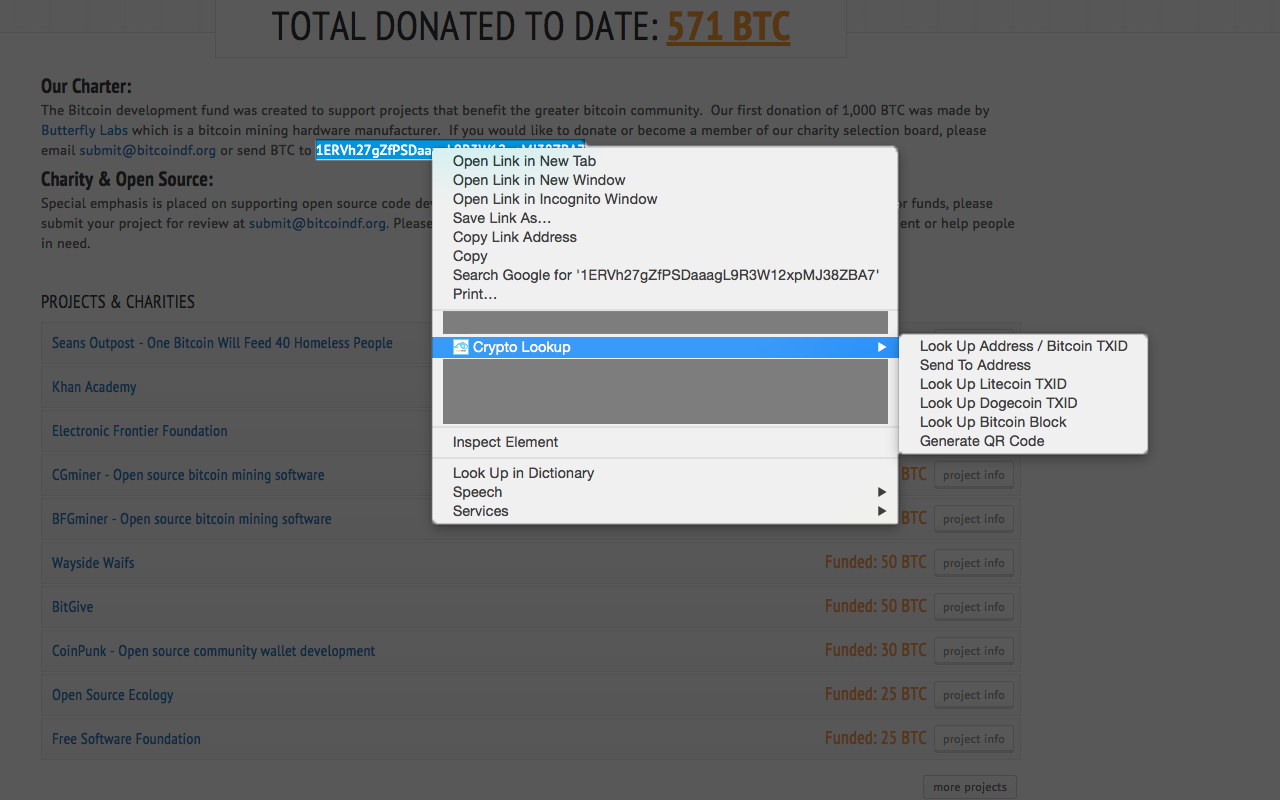 TOTAL DONATED TO DATE: 571 BTC
Our Charter:
The Bitcoin development fund was created to support projects that benefit the greater bitcoin community. Our first donation of 1,000 BTC was made by
Butterfly Labs which is a bitcoin mining hardware manufacturer. If you would like to donate or become a member of our charity selection board, please
email submit@bitcoindf.org or send BTC to 1ERVh27gZfPSDaa
Charity & Open Source:
Special emphasis is placed on supporting open source code or funds, please
submit your project for review at submit@bitcoindf.org. Please help people
in need.
Open Link in New Tab
Open Link in New Window
Open Link in Incognito Window
Save Link As…
Copy Link Address
Copy
Search Google for '1ERVh27gZfPSDaaagL9R3W12xpMJ38ZBA7'
Print…
Crypto Lookup
Inspect Element
Look Up in Dictionary
Speech
Services
Look Up Address / Bitcoin TXID
Send To Address
Look Up Litecoin TXID
Look Up Dogecoin TXID
Look Up Bitcoin Block
Generate QR Code
PROJECTS & CHARITIES
Seans Outpost - One Bitcoin Will Feed 40 Homeless People
Khan Academy
Electronic Frontier Foundation
CGminer - Open source bitcoin mining software BTC project info
BFGminer - Open source bitcoin mining software BTC project info
Wayside Waifs Funded: 50 BTC project info
BitGive Funded: 50 BTC project info
CoinPunk - Open source community wallet development Funded: 30 BTC project info
Open Source Ecology Funded: 25 BTC project info
Free Software Foundation Funded: 25 BTC project info
more projects